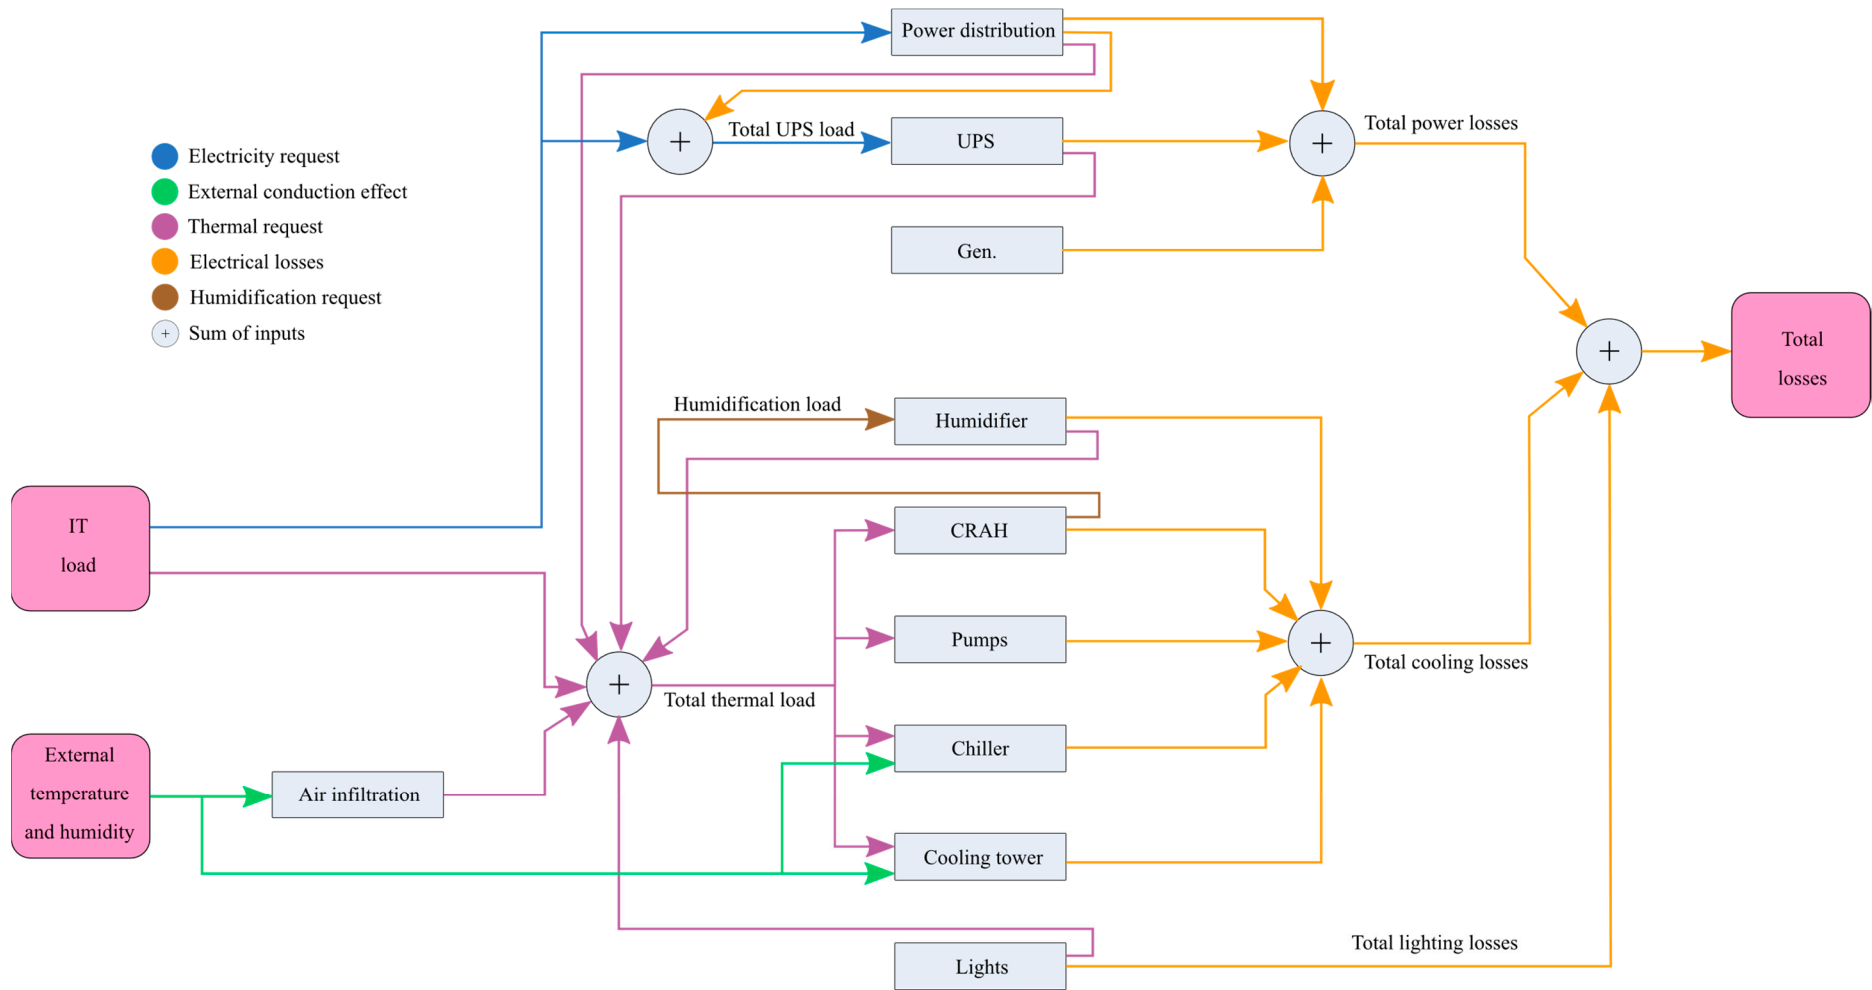 Power distribution
Total UPS load
UPS
Total power losses
Electricity request
External conduction effect
Thermal request
Electrical losses
Humidification request
+ Sum of inputs
+
+
Gen.
Total
losses
+
Humidification load
Humidifier
IT
load
CRAH
Pumps
+
Total cooling losses
+
Total thermal load
Chiller
External
temperature
and humidity
Air infiltration
Cooling tower
Total lighting losses
Lights